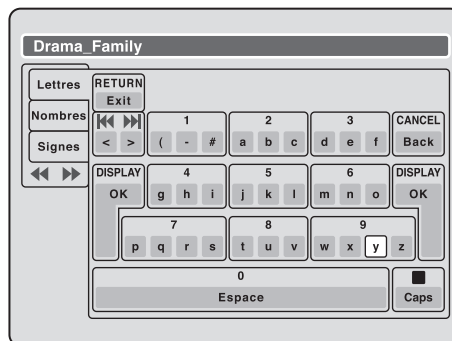 Drama_Family
Lettres
Nombres
Signes
RETURN
Exit
1 2 3 CANCEL
< > ( - # a b c d e f Back
DISPLAY 4 5 6 DISPLAY
OK g h i j k l m n o OK
7 8 9
p q r s t u v w x y z
0
Espace Caps